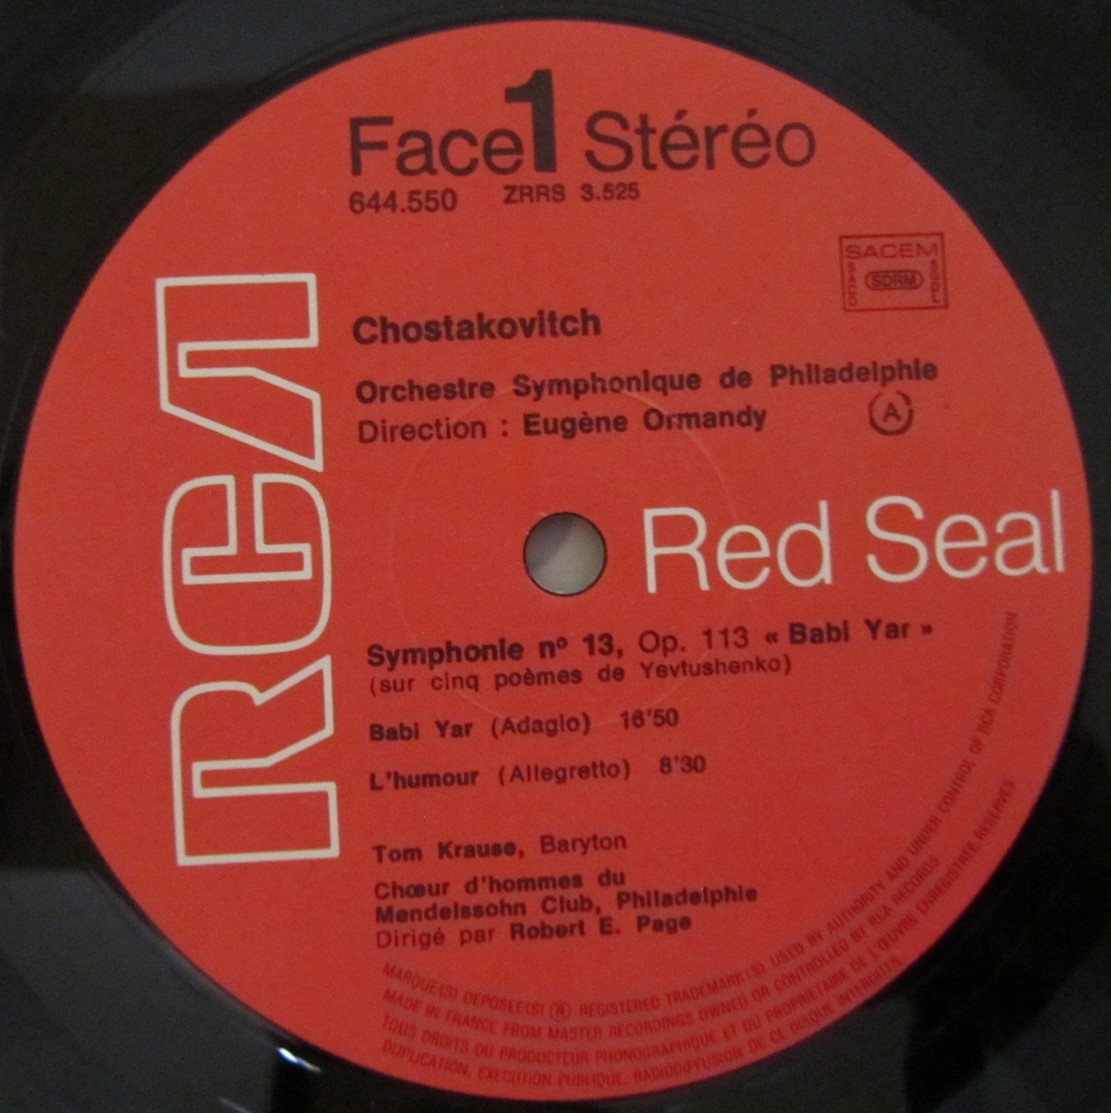 Face 1 Stéréo
644.550 ZRRS 3.525
SACEM
SACD SDRM SGDL
Chostakovitch
Orchestre Symphonique de Philadelphie
Direction : Eugène Ormandy
A
RCA
Red Seal
Symphonie nº 13, Op. 113 « Babi Yar »
(sur cinq poèmes de Yevtushenko)
Babi Yar (Adagio) 16'50
L'humour (Allegretto) 8'30
Tom Krause, Baryton
Chœur d'hommes du
Mendelssohn Club, Philadelphie
Dirigé par Robert E. Page
MARQUE(S) DEPOSEE(S) ® REGISTERED TRADEMARK(S). USED BY AUTHORITY AND UNDER CONTROL OF RCA CORPORATION
MADE IN FRANCE FROM MASTER RECORDINGS OWNED OR CONTROLLED BY RCA RECORDS
TOUS DROITS DU PRODUCTEUR PHONOGRAPHIQUE ET DU PROPRIETAIRE DE L'ŒUVRE ENREGISTREE RESERVES
DUPLICATION, EXECUTION PUBLIQUE, RADIODIFFUSION DE CE DISQUE INTERDITES